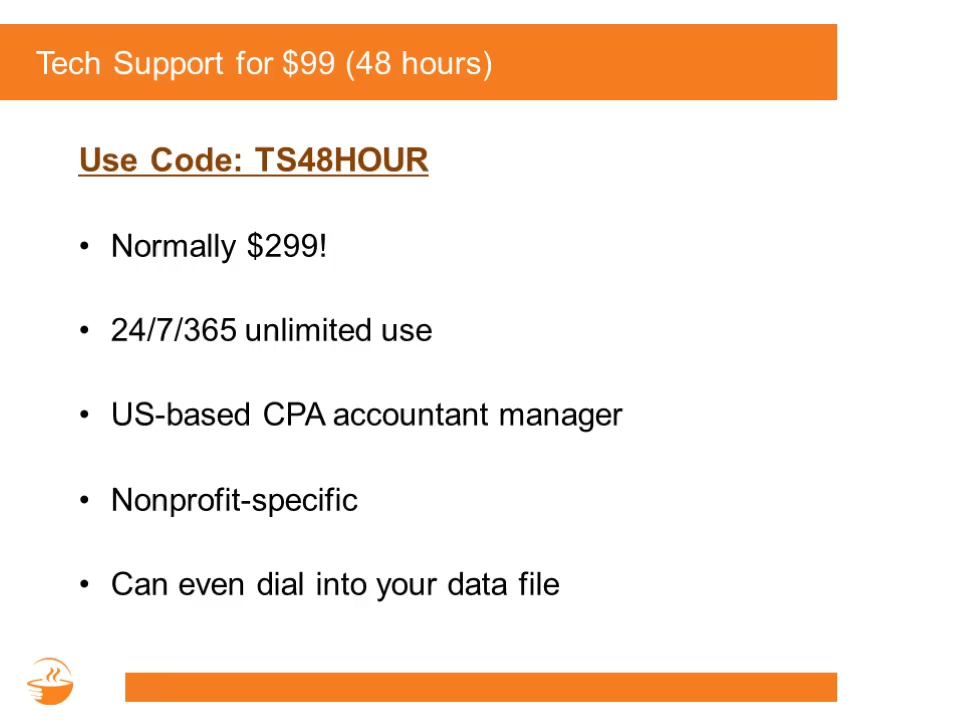 Tech Support for $99 (48 hours)
Use Code: TS48HOUR
• Normally $299!
• 24/7/365 unlimited use
• US-based CPA accountant manager
• Nonprofit-specific
• Can even dial into your data file